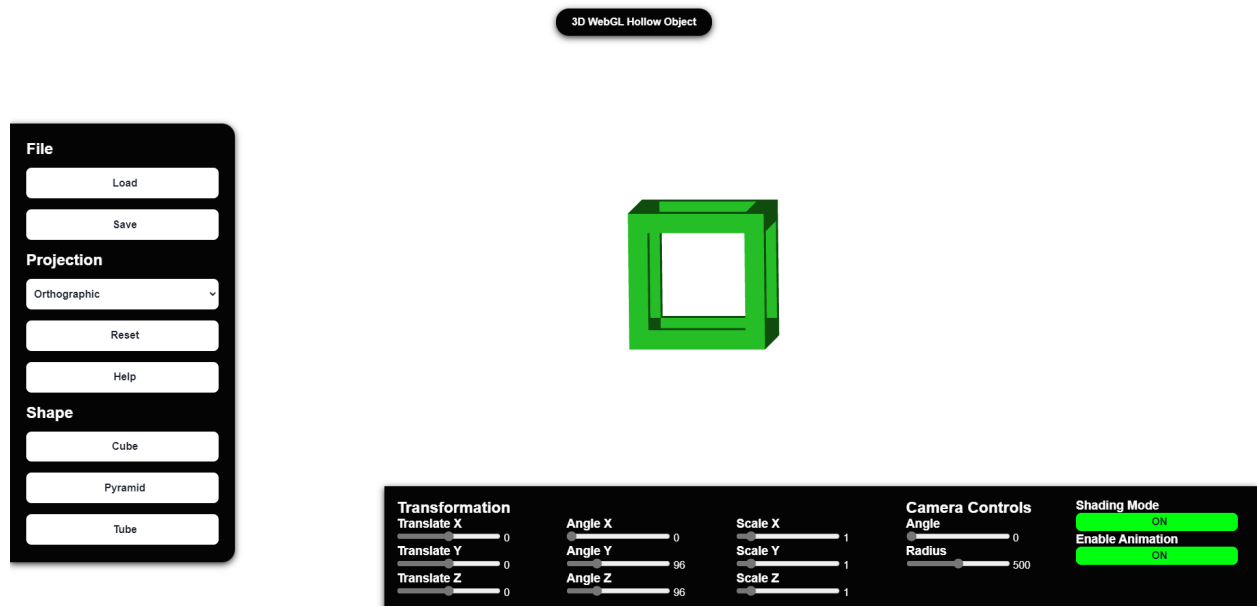 3D WebGL Hollow Object
File
Load
Save
Projection
Orthographic
Reset
Help
Shape
Cube
Pyramid
Tube
Transformation
Translate X
0
Translate Y
0
Translate Z
0
Angle X
0
Angle Y
96
Angle Z
96
Scale X
1
Scale Y
1
Scale Z
1
Camera Controls
Angle
0
Radius
500
Shading Mode
ON
Enable Animation
ON